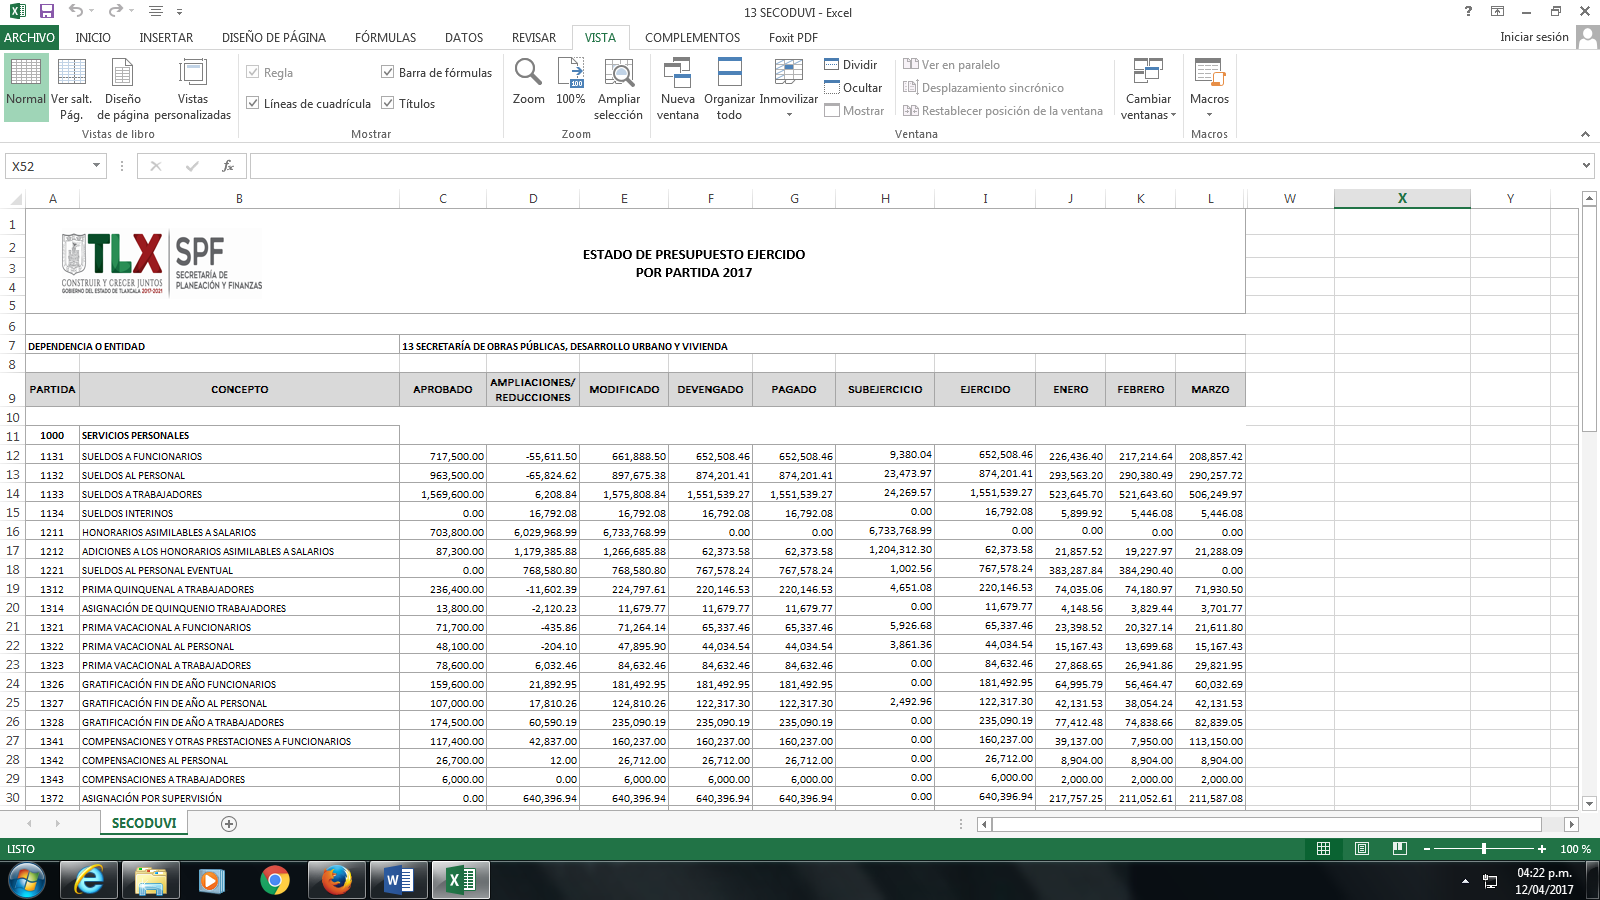 13 SECODUVI - Excel
ARCHIVO INICIO INSERTAR DISEÑO DE PÁGINA FÓRMULAS DATOS REVISAR VISTA COMPLEMENTOS Foxit PDF Iniciar sesión
Normal Ver salt. Pág. Diseño de página Vistas personalizadas
Vistas de libro
Regla Barra de fórmulas
Líneas de cuadrícula Títulos
Mostrar
Zoom 100% Ampliar selección
Zoom
Nueva ventana Organizar todo Inmovilizar
Dividir Ver en paralelo
Ocultar Desplazamiento sincrónico
Mostrar Restablecer posición de la ventana
Cambiar ventanas
Ventana
Macros
Macros
X52 fx
A B C D E F G H I J K L W X Y
1
2
3
4
5
TLX SPF
SECRETARÍA DE
PLANEACIÓN Y FINANZAS
CONSTRUIR Y CRECER JUNTOS
GOBIERNO DEL ESTADO DE TLAXCALA 2017-2021
ESTADO DE PRESUPUESTO EJERCIDO
POR PARTIDA 2017
6
7 DEPENDENCIA O ENTIDAD 13 SECRETARÍA DE OBRAS PÚBLICAS, DESARROLLO URBANO Y VIVIENDA
8
9 PARTIDA CONCEPTO APROBADO AMPLIACIONES/ REDUCCIONES MODIFICADO DEVENGADO PAGADO SUBEJERCICIO EJERCIDO ENERO FEBRERO MARZO
10
11 1000 SERVICIOS PERSONALES
12 1131 SUELDOS A FUNCIONARIOS 717,500.00 -55,611.50 661,888.50 652,508.46 652,508.46 9,380.04 652,508.46 226,436.40 217,214.64 208,857.42
13 1132 SUELDOS AL PERSONAL 963,500.00 -65,824.62 897,675.38 874,201.41 874,201.41 23,473.97 874,201.41 293,563.20 290,380.49 290,257.72
14 1133 SUELDOS A TRABAJADORES 1,569,600.00 6,208.84 1,575,808.84 1,551,539.27 1,551,539.27 24,269.57 1,551,539.27 523,645.70 521,643.60 506,249.97
15 1134 SUELDOS INTERINOS 0.00 16,792.08 16,792.08 16,792.08 16,792.08 0.00 16,792.08 5,899.92 5,446.08 5,446.08
16 1211 HONORARIOS ASIMILABLES A SALARIOS 703,800.00 6,029,968.99 6,733,768.99 0.00 0.00 6,733,768.99 0.00 0.00 0.00 0.00
17 1212 ADICIONES A LOS HONORARIOS ASIMILABLES A SALARIOS 87,300.00 1,179,385.88 1,266,685.88 62,373.58 62,373.58 1,204,312.30 62,373.58 21,857.52 19,227.97 21,288.09
18 1221 SUELDOS AL PERSONAL EVENTUAL 0.00 768,580.80 768,580.80 767,578.24 767,578.24 1,002.56 767,578.24 383,287.84 384,290.40 0.00
19 1312 PRIMA QUINQUENAL A TRABAJADORES 236,400.00 -11,602.39 224,797.61 220,146.53 220,146.53 4,651.08 220,146.53 74,035.06 74,180.97 71,930.50
20 1314 ASIGNACIÓN DE QUINQUENIO TRABAJADORES 13,800.00 -2,120.23 11,679.77 11,679.77 11,679.77 0.00 11,679.77 4,148.56 3,829.44 3,701.77
21 1321 PRIMA VACACIONAL A FUNCIONARIOS 71,700.00 -435.86 71,264.14 65,337.46 65,337.46 5,926.68 65,337.46 23,398.52 20,327.14 21,611.80
22 1322 PRIMA VACACIONAL AL PERSONAL 48,100.00 -204.10 47,895.90 44,034.54 44,034.54 3,861.36 44,034.54 15,167.43 13,699.68 15,167.43
23 1323 PRIMA VACACIONAL A TRABAJADORES 78,600.00 6,032.46 84,632.46 84,632.46 84,632.46 0.00 84,632.46 27,868.65 26,941.86 29,821.95
24 1326 GRATIFICACIÓN FIN DE AÑO FUNCIONARIOS 159,600.00 21,892.95 181,492.95 181,492.95 181,492.95 0.00 181,492.95 64,995.79 56,464.47 60,032.69
25 1327 GRATIFICACIÓN FIN DE AÑO AL PERSONAL 107,000.00 17,810.26 124,810.26 122,317.30 122,317.30 2,492.96 122,317.30 42,131.53 38,054.24 42,131.53
26 1328 GRATIFICACIÓN FIN DE AÑO A TRABAJADORES 174,500.00 60,590.19 235,090.19 235,090.19 235,090.19 0.00 235,090.19 77,412.48 74,838.66 82,839.05
27 1341 COMPENSACIONES Y OTRAS PRESTACIONES A FUNCIONARIOS 117,400.00 42,837.00 160,237.00 160,237.00 160,237.00 0.00 160,237.00 39,137.00 7,950.00 113,150.00
28 1342 COMPENSACIONES AL PERSONAL 26,700.00 12.00 26,712.00 26,712.00 26,712.00 0.00 26,712.00 8,904.00 8,904.00 8,904.00
29 1343 COMPENSACIONES A TRABAJADORES 6,000.00 0.00 6,000.00 6,000.00 6,000.00 0.00 6,000.00 2,000.00 2,000.00 2,000.00
30 1372 ASIGNACIÓN POR SUPERVISIÓN 0.00 640,396.94 640,396.94 640,396.94 640,396.94 0.00 640,396.94 217,757.25 211,052.61 211,587.08
SECODUVI
LISTO 100 %
04:22 p.m.
12/04/2017